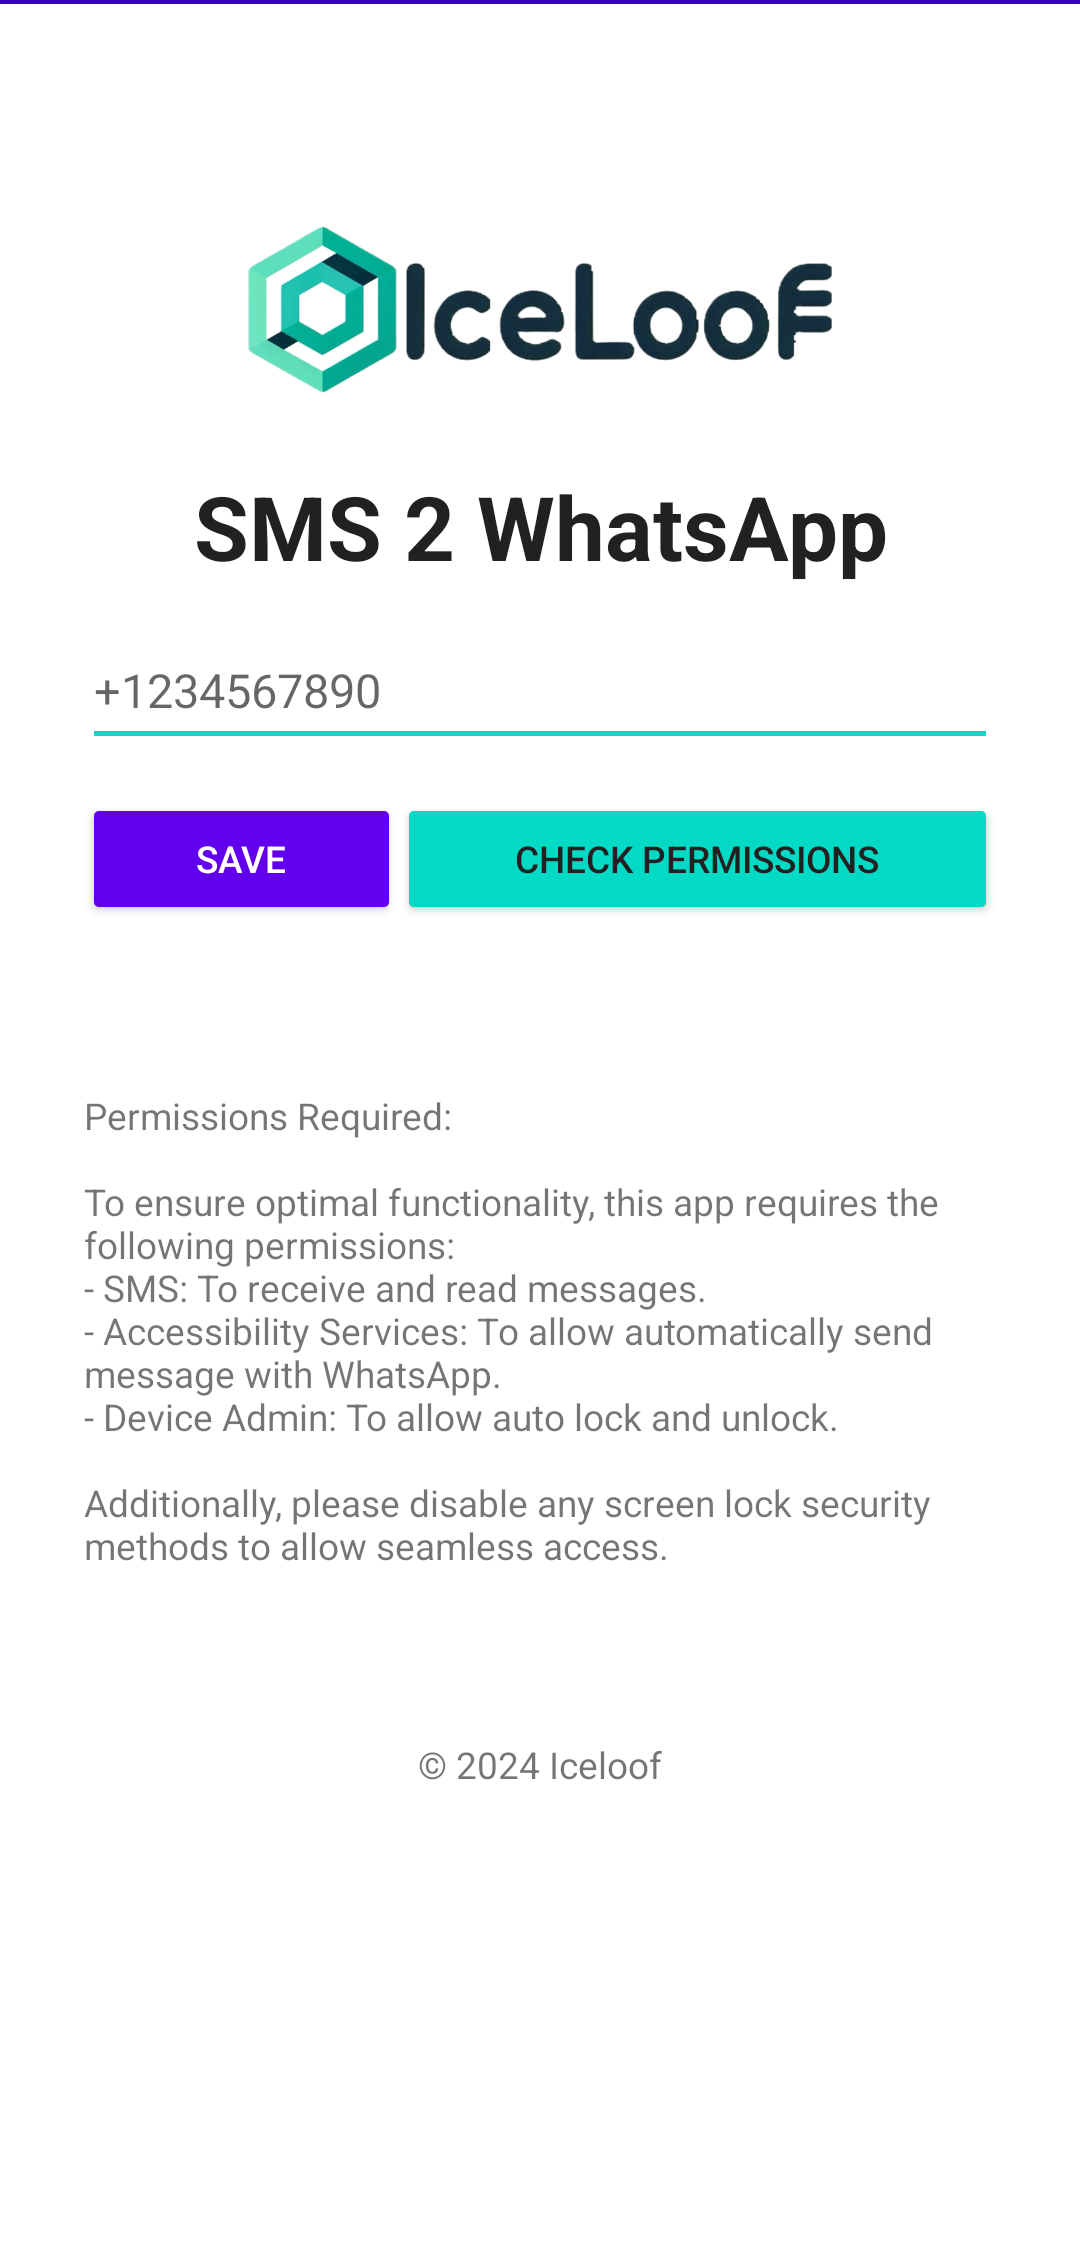 IceLoof
SMS 2 WhatsApp
+1234567890
SAVE
CHECK PERMISSIONS
Permissions Required:
To ensure optimal functionality, this app requires the
following permissions:
- SMS: To receive and read messages.
- Accessibility Services: To allow automatically send
message with WhatsApp.
- Device Admin: To allow auto lock and unlock.
Additionally, please disable any screen lock security
methods to allow seamless access.
© 2024 Iceloof